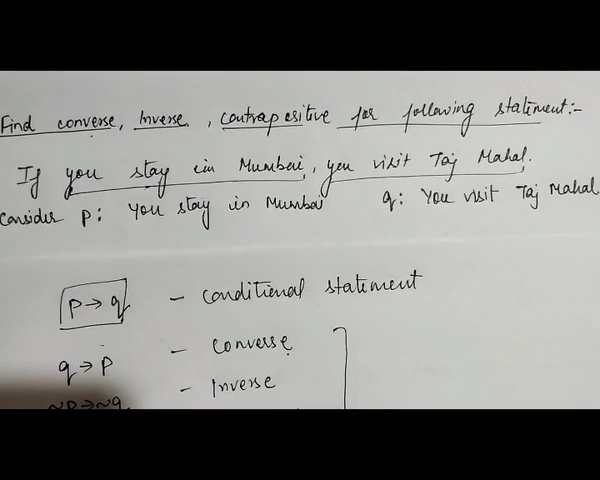 Find converse, Inverse, contrapositive for following statement:-
If you stay in Mumbai, you visit Taj Mahal.
Consider p: You stay in Mumbai q: You visit Taj Mahal
p→q - conditional statement
q→p - Converse
~p→~q - Inverse